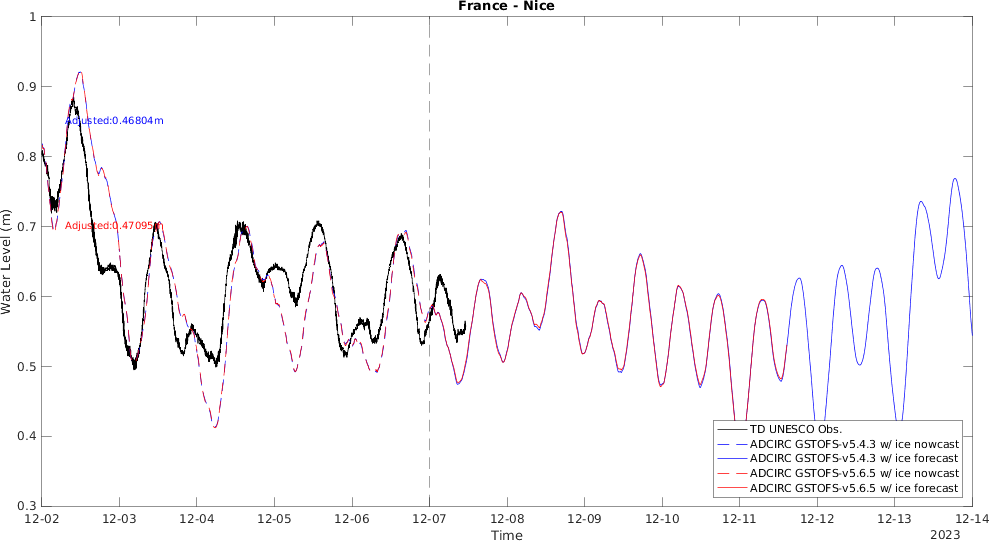 France - Nice
Water Level (m)
1
0.9
0.8
0.7
0.6
0.5
0.4
0.3
Adjusted:0.46804m
Adjusted:0.47095m
TD UNESCO Obs.
ADCIRC GSTOFS-v5.4.3 w/ ice nowcast
ADCIRC GSTOFS-v5.4.3 w/ ice forecast
ADCIRC GSTOFS-v5.6.5 w/ ice nowcast
ADCIRC GSTOFS-v5.6.5 w/ ice forecast
12-02 12-03 12-04 12-05 12-06 12-07 12-08 12-09 12-10 12-11 12-12 12-13 12-14
Time
2023